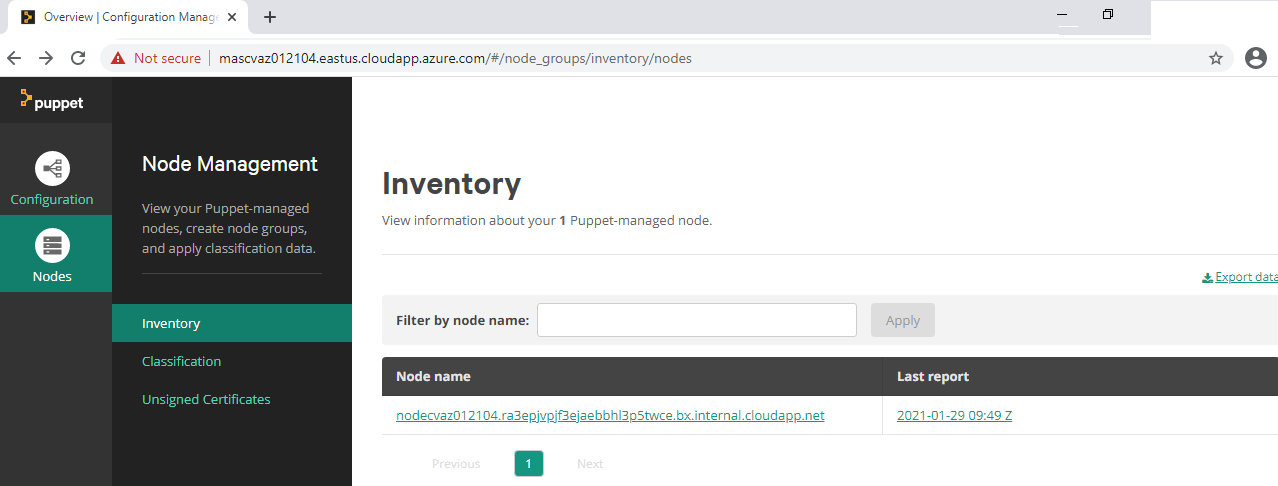 Overview | Configuration Manage
Not secure | mascvaz012104.eastus.cloudapp.azure.com/#/node_groups/inventory/nodes
puppet
Configuration
Nodes
Node Management
View your Puppet-managed
nodes, create node groups,
and apply classification data.
Inventory
Classification
Unsigned Certificates
Inventory
View information about your 1 Puppet-managed node.
Export data
Filter by node name:
Apply
Node name Last report
nodecvaz012104.ra3epjvpjf3ejaebbhl3p5twce.bx.internal.cloudapp.net 2021-01-29 09:49 Z
Previous 1 Next